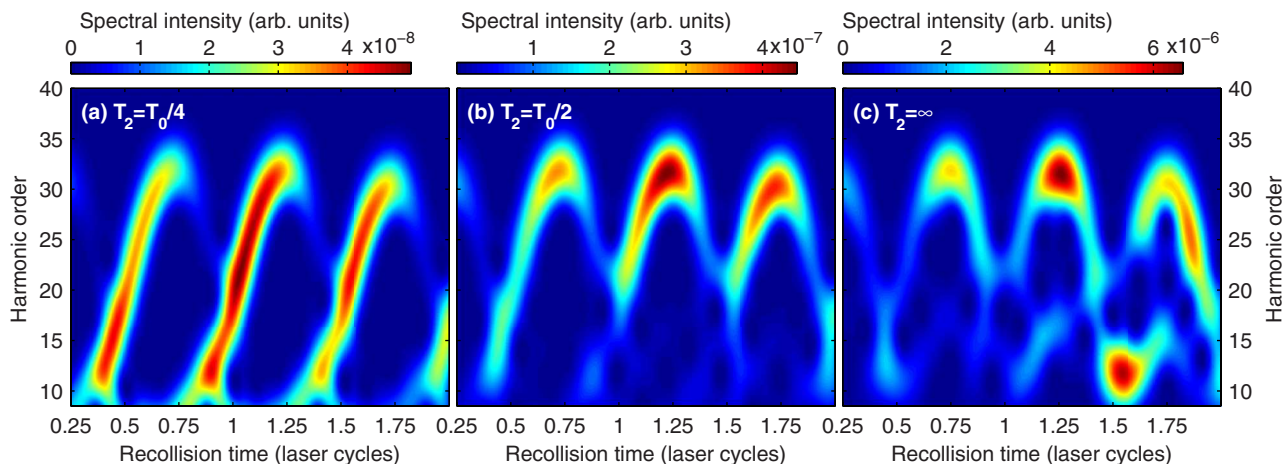 Spectral intensity (arb. units) Spectral intensity (arb. units) Spectral intensity (arb. units)
0 1 2 3 4 x10⁻⁸ 1 2 3 4x10⁻⁷ 0 2 4 6 x10⁻⁶
(a) T₂=T₀/4 (b) T₂=T₀/2 (c) T₂=∞
Harmonic order
40
35
30
25
20
15
10
40
35
30
25
20
15
10
Harmonic order
0.25 0.5 0.75 1 1.25 1.5 1.75 0.25 0.5 0.75 1 1.25 1.5 1.75 0.25 0.5 0.75 1 1.25 1.5 1.75
Recollision time (laser cycles) Recollision time (laser cycles) Recollision time (laser cycles)